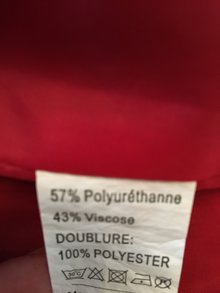 57% Polyuréthanne
43% Viscose
DOUBLURE:
100% POLYESTER